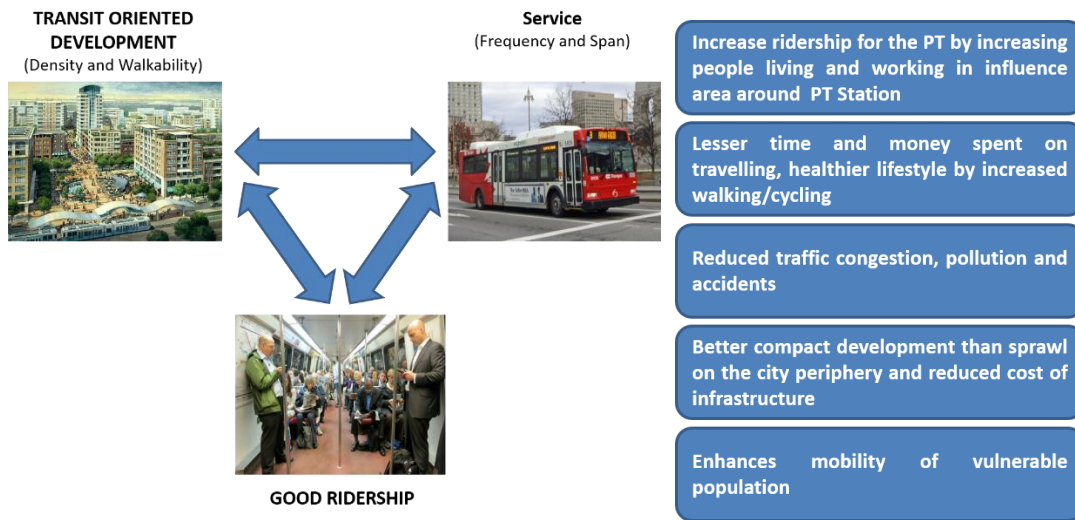 TRANSIT ORIENTED
DEVELOPMENT
(Density and Walkability)
Service
(Frequency and Span)
GOOD RIDERSHIP
Increase ridership for the PT by increasing
people living and working in influence
area around PT Station
Lesser time and money spent on
travelling, healthier lifestyle by increased
walking/cycling
Reduced traffic congestion, pollution and
accidents
Better compact development than sprawl
on the city periphery and reduced cost of
infrastructure
Enhances mobility of vulnerable
population